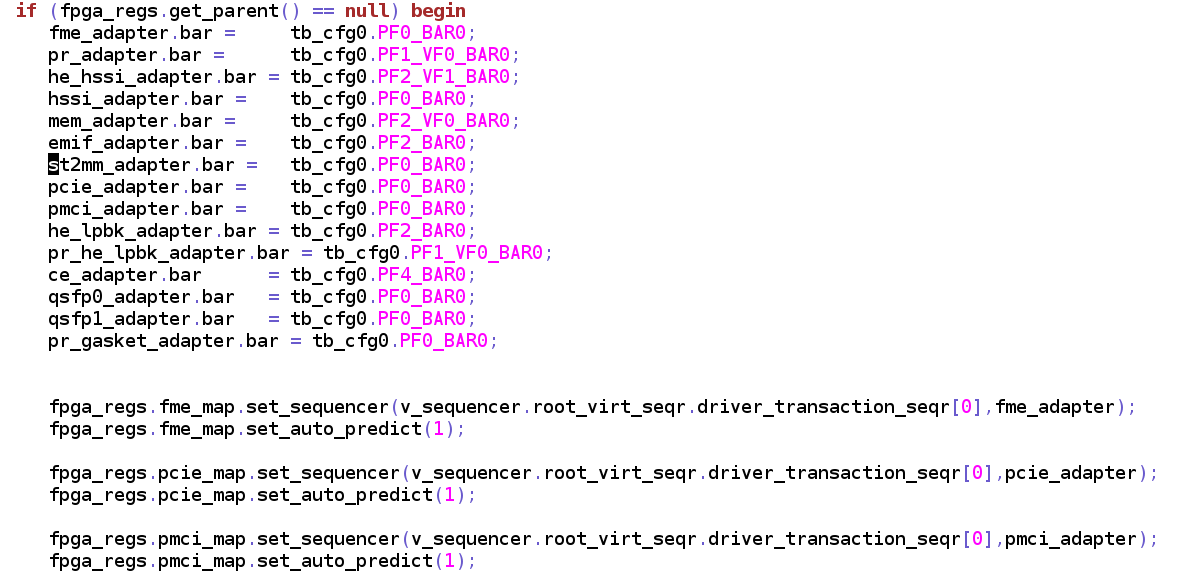 if (fpga_regs.get_parent() == null) begin
fme_adapter.bar =     tb_cfg0.PF0_BAR0;
pr_adapter.bar =      tb_cfg0.PF1_VF0_BAR0;
he_hssi_adapter.bar = tb_cfg0.PF2_VF1_BAR0;
hssi_adapter.bar =    tb_cfg0.PF0_BAR0;
mem_adapter.bar =     tb_cfg0.PF2_VF0_BAR0;
emif_adapter.bar =    tb_cfg0.PF2_BAR0;
st2mm_adapter.bar =   tb_cfg0.PF0_BAR0;
pcie_adapter.bar =    tb_cfg0.PF0_BAR0;
pmci_adapter.bar =    tb_cfg0.PF0_BAR0;
he_lpbk_adapter.bar = tb_cfg0.PF2_BAR0;
pr_he_lpbk_adapter.bar = tb_cfg0.PF1_VF0_BAR0;
ce_adapter.bar      = tb_cfg0.PF4_BAR0;
qsfp0_adapter.bar   = tb_cfg0.PF0_BAR0;
qsfp1_adapter.bar   = tb_cfg0.PF0_BAR0;
pr_gasket_adapter.bar = tb_cfg0.PF0_BAR0;
fpga_regs.fme_map.set_sequencer(v_sequencer.root_virt_seqr.driver_transaction_seqr[0],fme_adapter);
fpga_regs.fme_map.set_auto_predict(1);
fpga_regs.pcie_map.set_sequencer(v_sequencer.root_virt_seqr.driver_transaction_seqr[0],pcie_adapter);
fpga_regs.pcie_map.set_auto_predict(1);
fpga_regs.pmci_map.set_sequencer(v_sequencer.root_virt_seqr.driver_transaction_seqr[0],pmci_adapter);
fpga_regs.pmci_map.set_auto_predict(1);